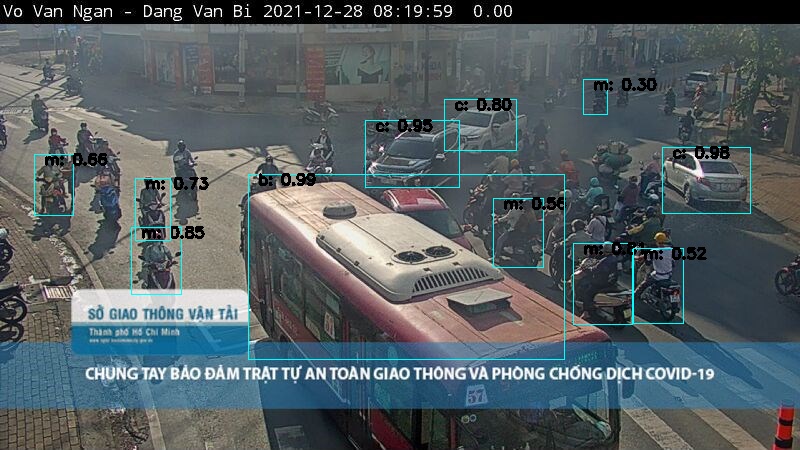 Vo Van Ngan - Dang Van Bi 2021-12-28 08:19:59 0.00
m: 0.30
c: 0.80
c: 0.95
c: 0.98
m: 0.66
m: 0.73
b: 0.99
m: 0.56
m: 0.85
m: 0.52
SỞ GIAO THÔNG VẬN TẢI
Thành phố Hồ Chí Minh
CHUNG TAY BẢO ĐẢM TRẬT TỰ AN TOÀN GIAO THÔNG VÀ PHÒNG CHỐNG DỊCH COVID-19
57